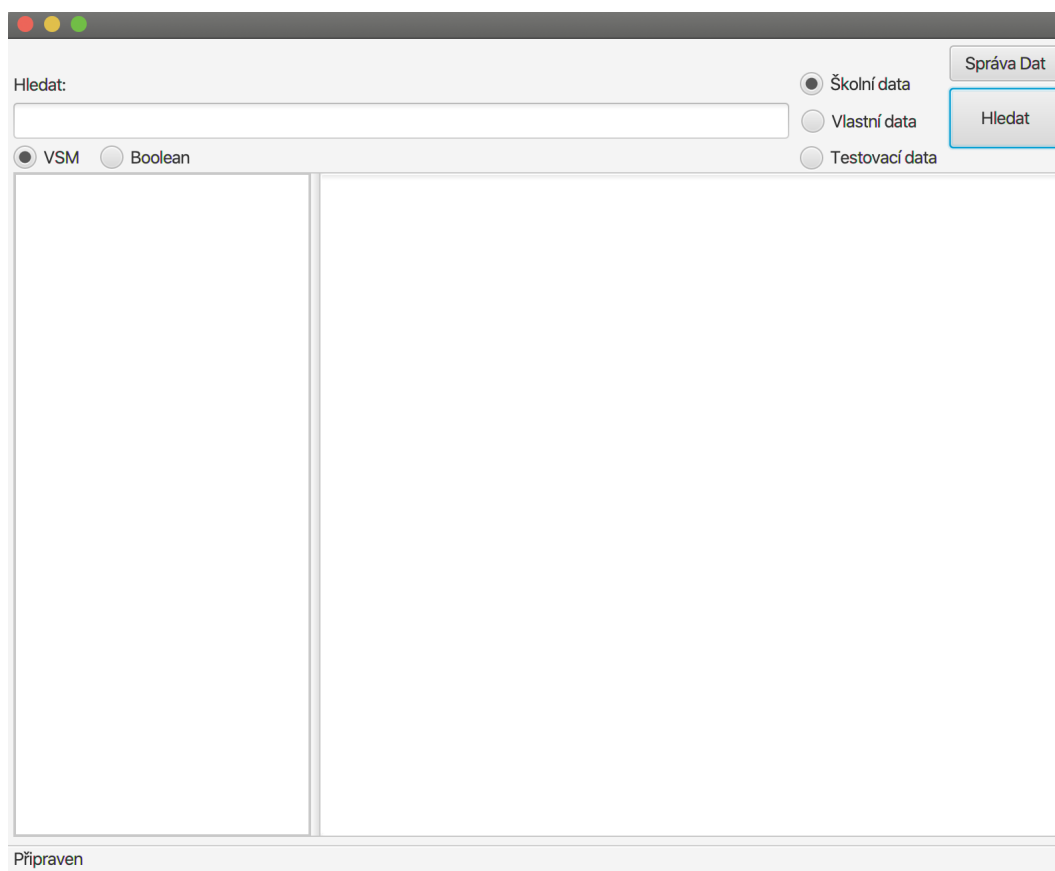 Správa Dat
Hledat:
Školní data
Vlastní data
Hledat
VSM
Boolean
Testovací data
Připraven